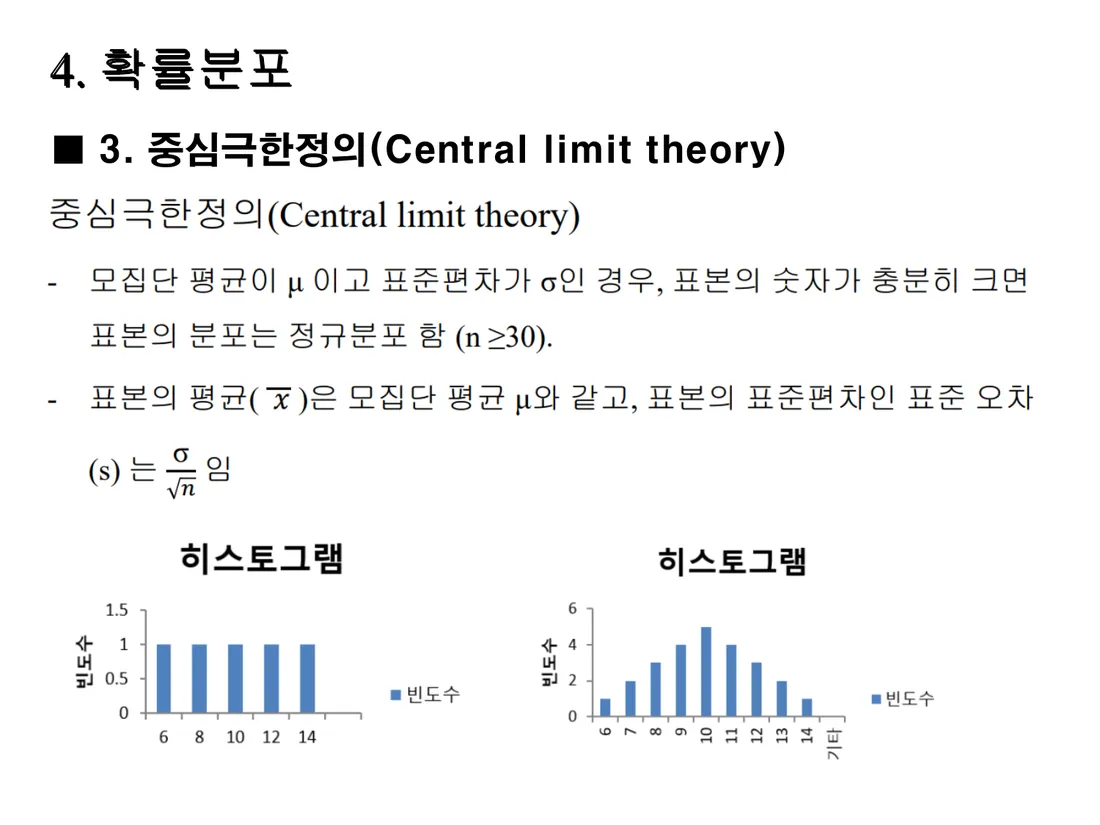 4. 확률분포
■ 3. 중심극한정의(Central limit theory)
중심극한정의(Central limit theory)
- 모집단 평균이 μ 이고 표준편차가 σ인 경우, 표본의 숫자가 충분히 크면
표본의 분포는 정규분포 함 (n ≥30).
- 표본의 평균( x̅ )은 모집단 평균 μ와 같고, 표본의 표준편차인 표준 오차
(s) 는 σ/√n 임
히스토그램
1.5
1
0.5
0
빈도수
6 8 10 12 14
빈도수
히스토그램
6
4
2
0
빈도수
6 7 8 9 10 11 12 13 14 기타
빈도수